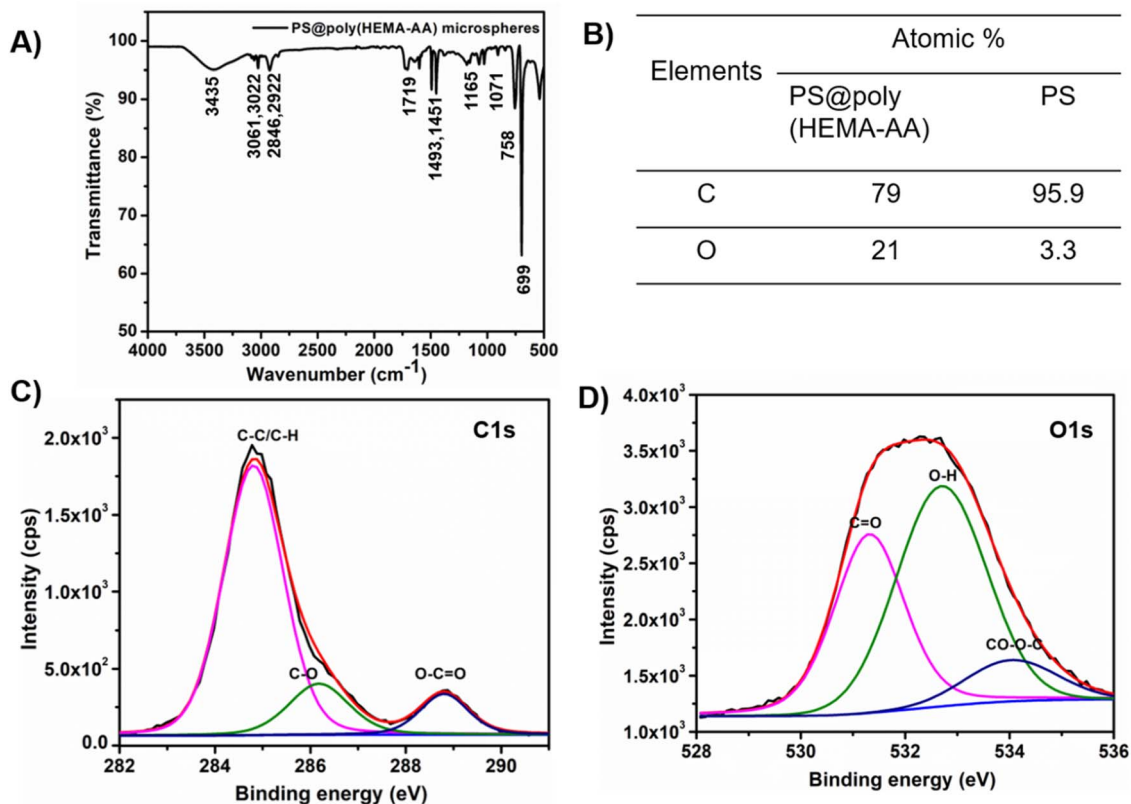 A)
PS@poly(HEMA-AA) microspheres
Transmittance (%)
100
90
80
70
60
50
3435
3061,3022
2846,2922
1719
1493,1451
1165
1071
758
699
4000 3500 3000 2500 2000 1500 1000 500
Wavenumber (cm-1)
B)
Atomic %
Elements
PS@poly PS
(HEMA-AA)
C 79 95.9
O 21 3.3
C)
C1s
C-C/C-H
C-O
O-C=O
Intensity (cps)
2.0x10³
1.5x10³
1.0x10³
5.0x10²
0.0
282 284 286 288 290
Binding energy (eV)
D)
O1s
O-H
C=O
CO-O-C
Intensity (cps)
4.0x10³
3.5x10³
3.0x10³
2.5x10³
2.0x10³
1.5x10³
1.0x10³
528 530 532 534 536
Binding energy (eV)